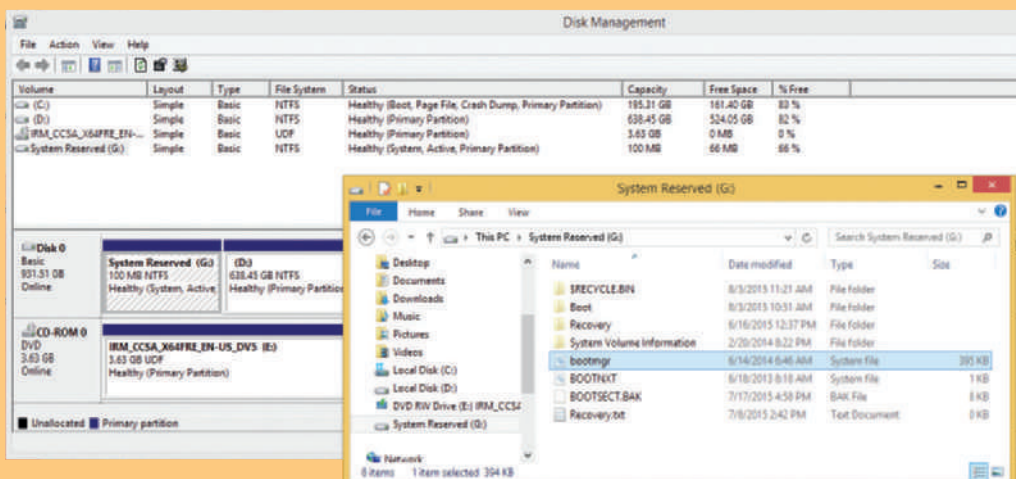 Disk Management
File Action View Help
Volume Layout Type File System Status Capacity Free Space % Free
(C:) Simple Basic NTFS Healthy (Boot, Page File, Crash Dump, Primary Partition) 195.31 GB 161.40 GB 83 %
(D:) Simple Basic NTFS Healthy (Primary Partition) 638.45 GB 524.05 GB 82 %
IRM_CCSA_X64FRE_EN-... Simple Basic UDF Healthy (Primary Partition) 3.63 GB 0 MB 0 %
System Reserved (G:) Simple Basic NTFS Healthy (System, Active, Primary Partition) 100 MB 66 MB 66 %
Disk 0
Basic
931.51 GB
Online
System Reserved (G:)
100 MB NTFS
Healthy (System, Active,
(D:)
638.45 GB NTFS
Healthy (Primary Partition
CD-ROM 0
DVD
3.63 GB
Online
IRM_CCSA_X64FRE_EN-US_DV5 (E:)
3.63 GB UDF
Healthy (Primary Partition)
Unallocated Primary partition
System Reserved (G:)
File Home Share View
This PC System Reserved (G:) Search System Reserved (G:)
Desktop
Documents
Downloads
Music
Pictures
Videos
Local Disk (C:)
Local Disk (D:)
DVD RW Drive (E:) IRM_CCSA
System Reserved (G:)
Network
Name Date modified Type Size
$RECYCLE.BIN 8/3/2015 11:21 AM File folder
Boot 8/3/2015 10:51 AM File folder
Recovery 6/16/2015 12:37 PM File folder
System Volume Information 2/20/2014 8:22 PM File folder
bootmgr 6/14/2014 6:46 AM System file 395 KB
BOOTNXT 6/18/2013 8:18 AM System file 1 KB
BOOTSECT.BAK 7/17/2015 4:58 PM BAK File 8 KB
Recovery.txt 7/8/2015 2:42 PM Text Document 0 KB
8 items 1 item selected 394 KB